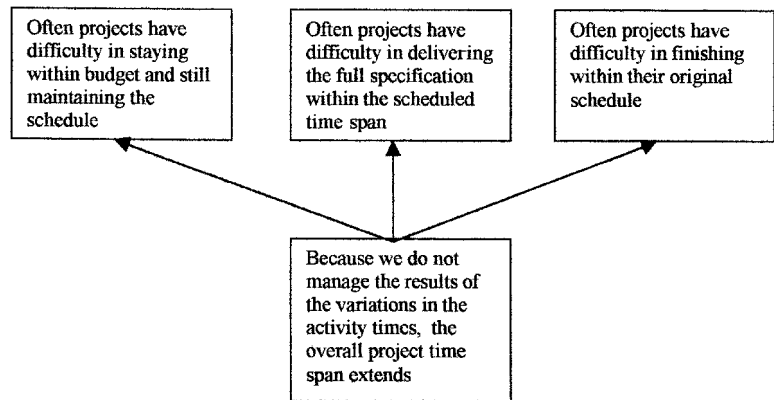 Often projects have
difficulty in staying
within budget and still
maintaining the
schedule
Often projects have
difficulty in delivering
the full specification
within the scheduled
time span
Often projects have
difficulty in finishing
within their original
schedule
Because we do not
manage the results of
the variations in the
activity times, the
overall project time
span extends